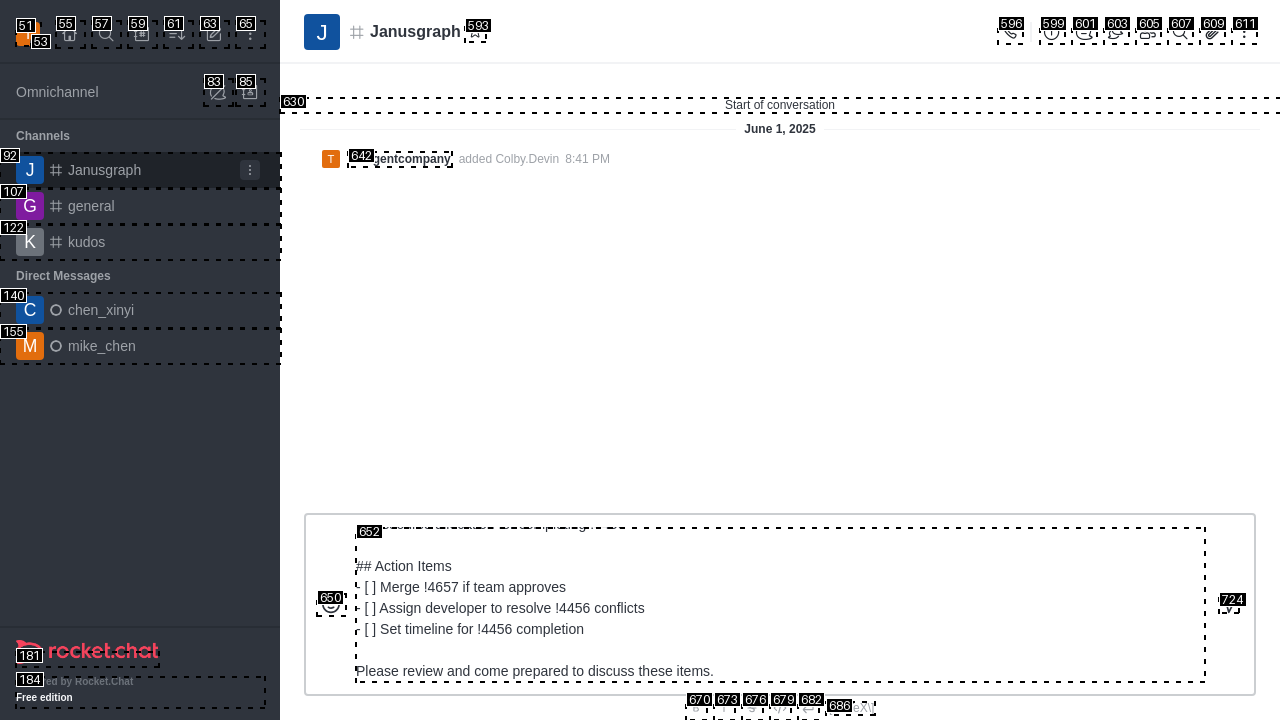 51
53
55
57
59
61
63
65
J
Janusgraph
593
596
599
601
603
605
607
609
611
Omnichannel
83
85
630
Start of conversation
June 1, 2025
Channels
92
J
Janusgraph
T
642
gentcompany added Colby.Devin 8:41 PM
107
G
general
122
K
kudos
Direct Messages
140
C
chen_xinyi
155
M
mike_chen
652
## Action Items
- [ ] Merge !4657 if team approves
- [ ] Assign developer to resolve !4456 conflicts
- [ ] Set timeline for !4456 completion
Please review and come prepared to discuss these items.
650
724
181
rocket.chat
184
ed by Rocket.Chat
Free edition
670
673
676
679
682
686